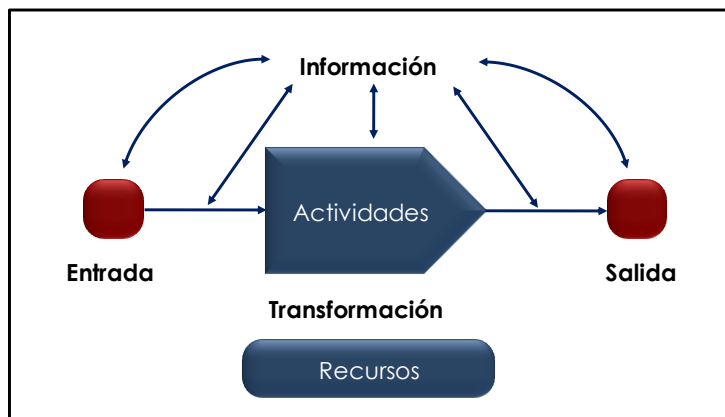 Información
Actividades
Entrada
Salida
Transformación
Recursos